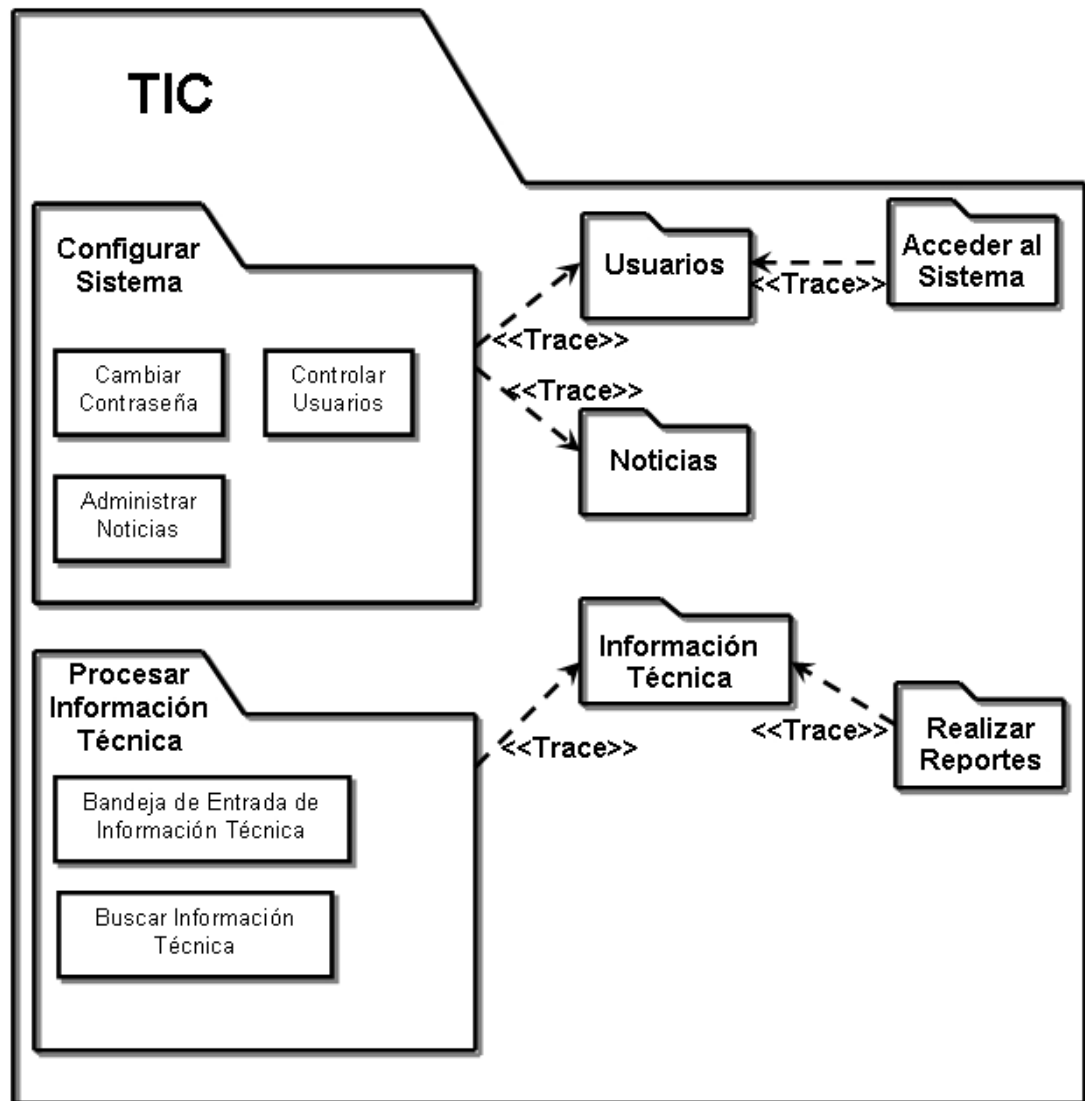 TIC
Configurar
Sistema
Cambiar
Contraseña
Controlar
Usuarios
Administrar
Noticias
Usuarios
<<Trace>>
Acceder al
Sistema
<<Trace>>
<<Trace>>
Noticias
Procesar
Información
Técnica
Bandeja de Entrada de
Información Técnica
Buscar Información
Técnica
Información
Técnica
<<Trace>>
<<Trace>>
Realizar
Reportes